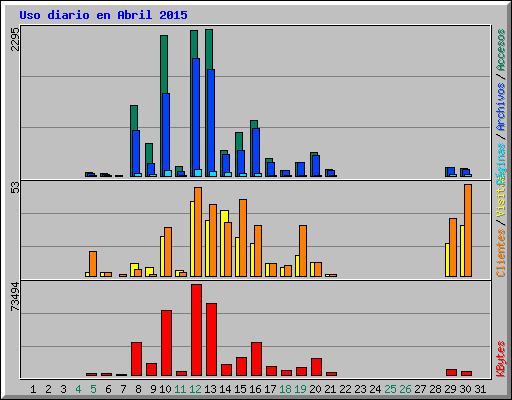 Uso diario en Abril 2015
2295
53
73494
Accesos / Archivos / Páginas
Visitas / Clientes
KBytes
1 2 3 4 5 6 7 8 9 10 11 12 13 14 15 16 17 18 19 20 21 22 23 24 25 26 27 28 29 30 31